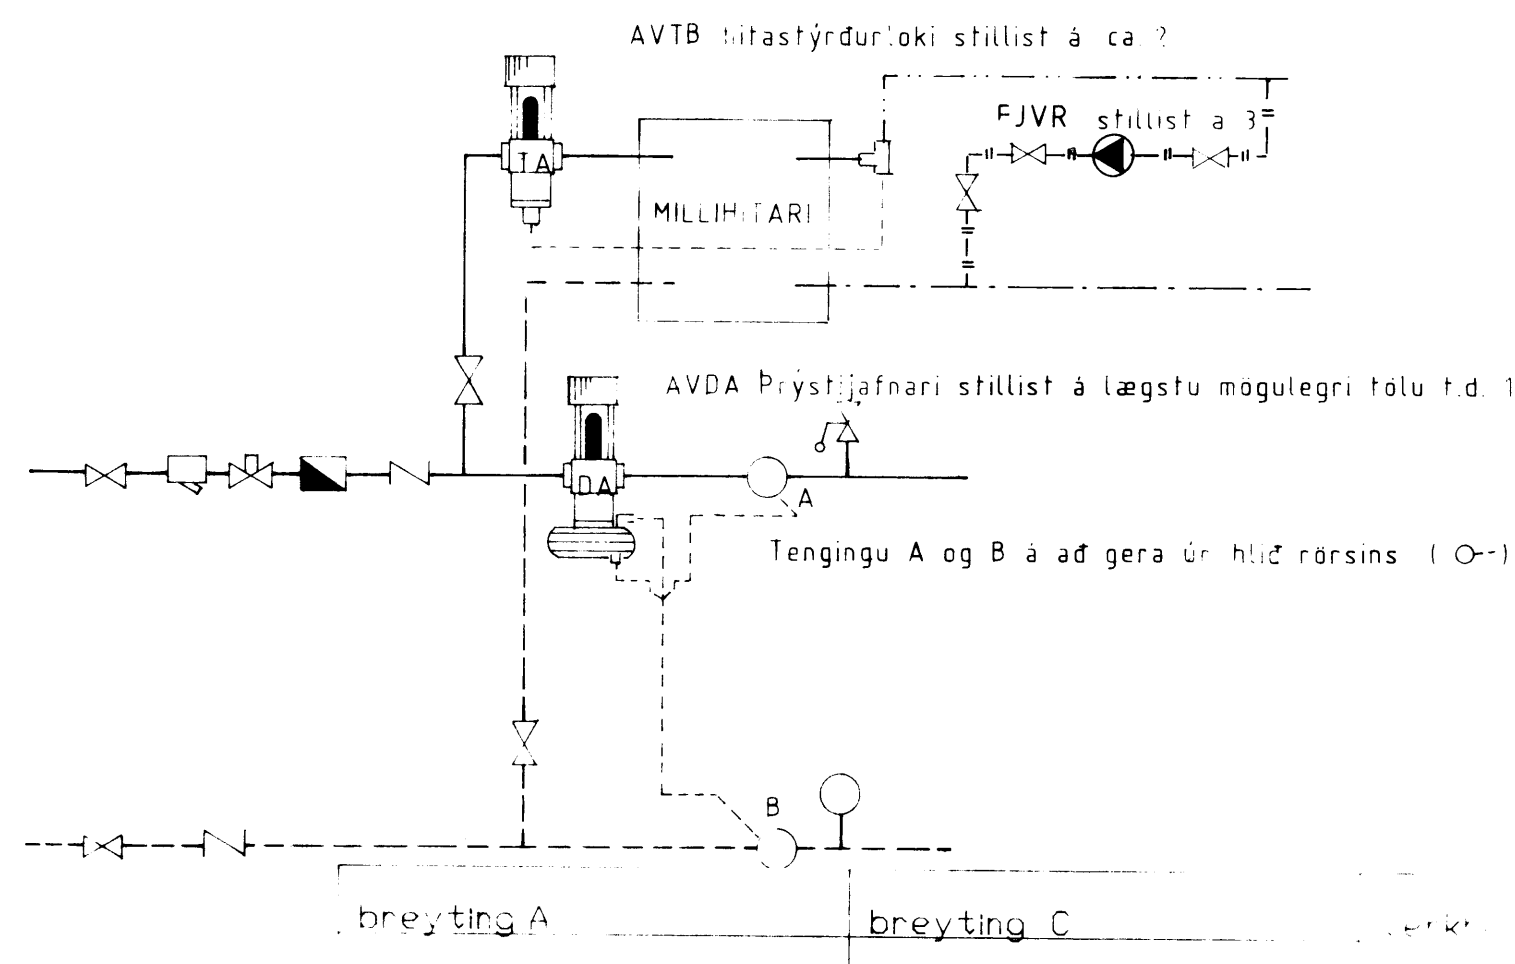 AVTB hitastýrðurloki stillist á ca. 2
FJVR stillist a 3
TA
MILLIHITARI
AVDA Þrýstijafnari stillist á lægstu mögulegri tölu t.d. 1
DA
A
Tengingu A og B á að gera úr hlið rörsins ( )
B
breyting A
breyting C